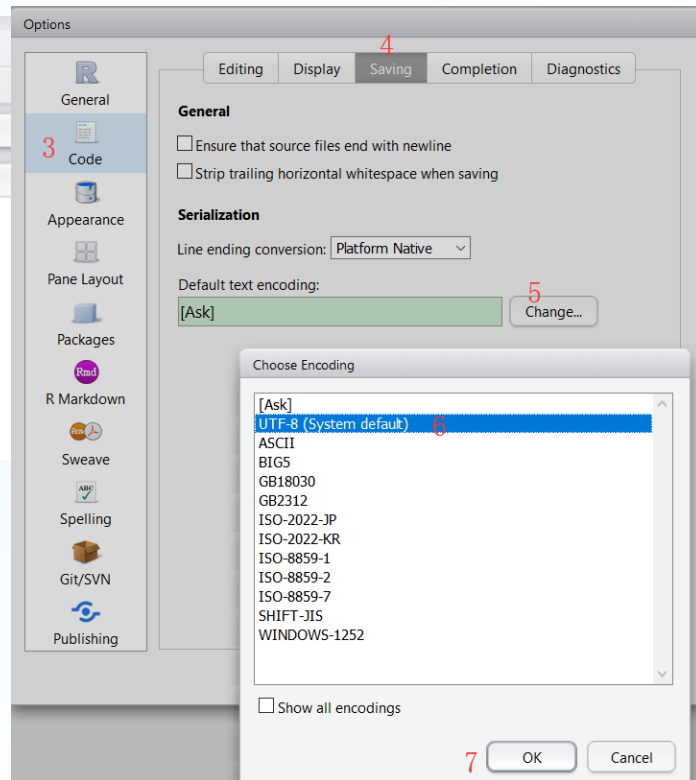 Options
4
Editing Display Saving Completion Diagnostics
R
General
General
Ensure that source files end with newline
3
Code
Strip trailing horizontal whitespace when saving
Appearance
Serialization
Line ending conversion: Platform Native
Pane Layout
Default text encoding:
5
[Ask]
Change...
Packages
Rmd
R Markdown
Choose Encoding
[Ask]
UTF-8 (System default)
6
ASCII
BIG5
GB18030
GB2312
ISO-2022-JP
ISO-2022-KR
ISO-8859-1
ISO-8859-2
ISO-8859-7
SHIFT-JIS
WINDOWS-1252
Rnw
Sweave
ABC
Spelling
Git/SVN
Publishing
Show all encodings
7
OK Cancel